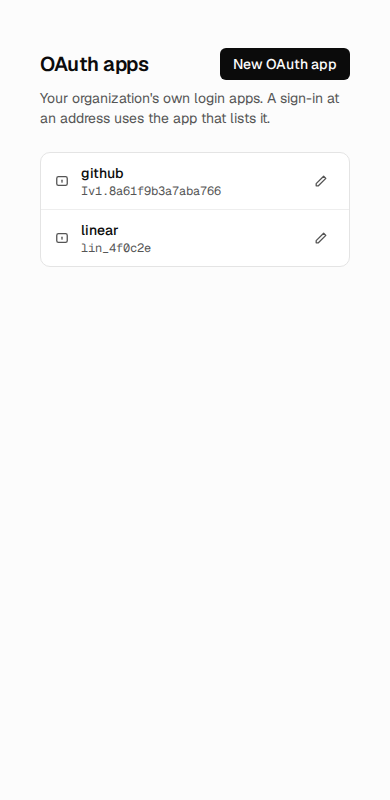 OAuth apps
New OAuth app
Your organization's own login apps. A sign-in at
an address uses the app that lists it.
github
Iv1.8a61f9b3a7aba766
linear
lin_4f0c2e